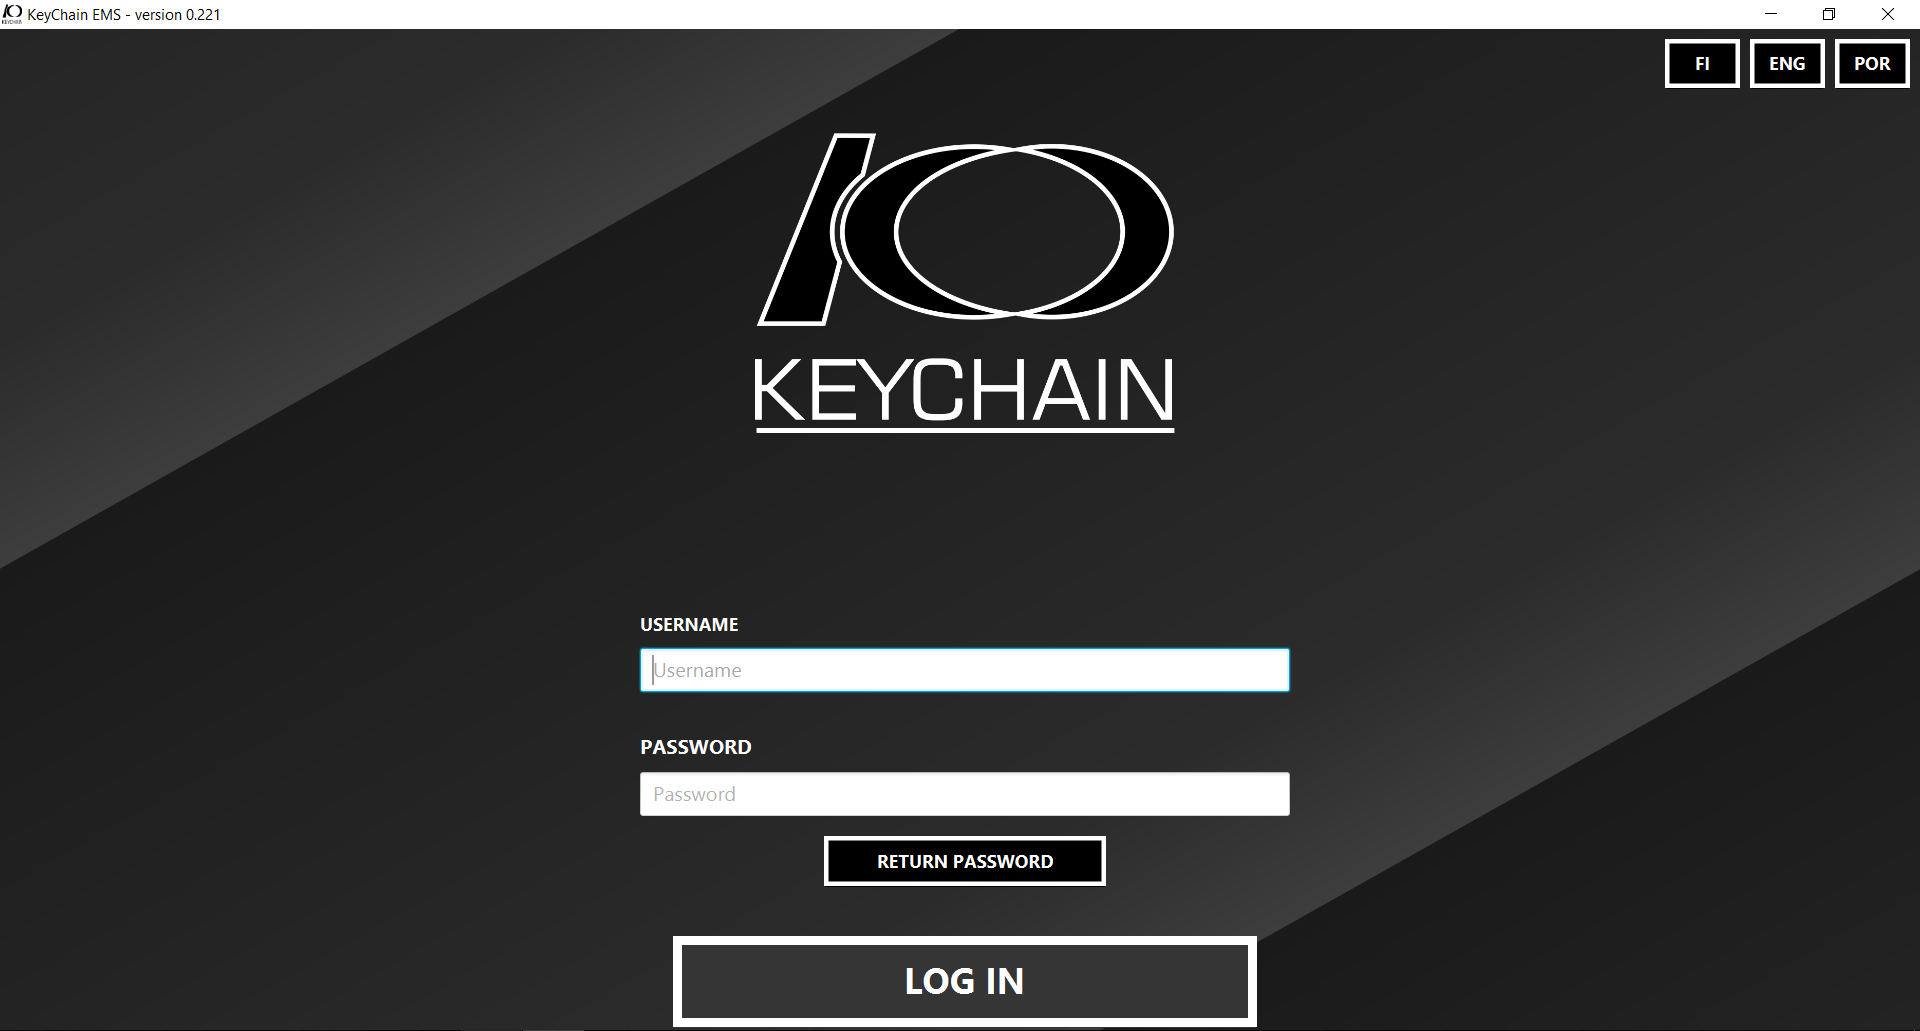 KeyChain EMS - version 0.221
FI ENG POR
KEYCHAIN
USERNAME
Username
PASSWORD
Password
RETURN PASSWORD
LOG IN